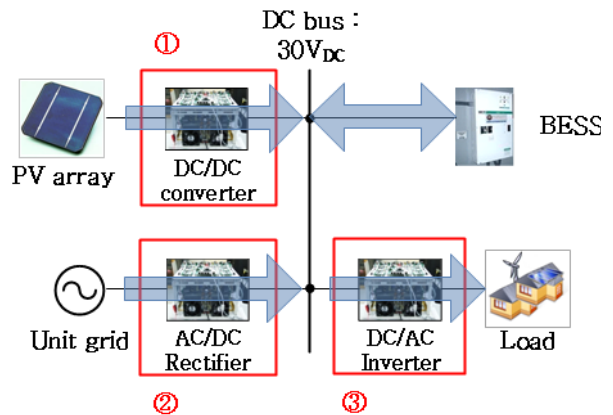 ①
DC bus :
30V_DC
PV array
DC/DC
converter
BESS
Unit grid
AC/DC
Rectifier
DC/AC
Inverter
Load
②
③